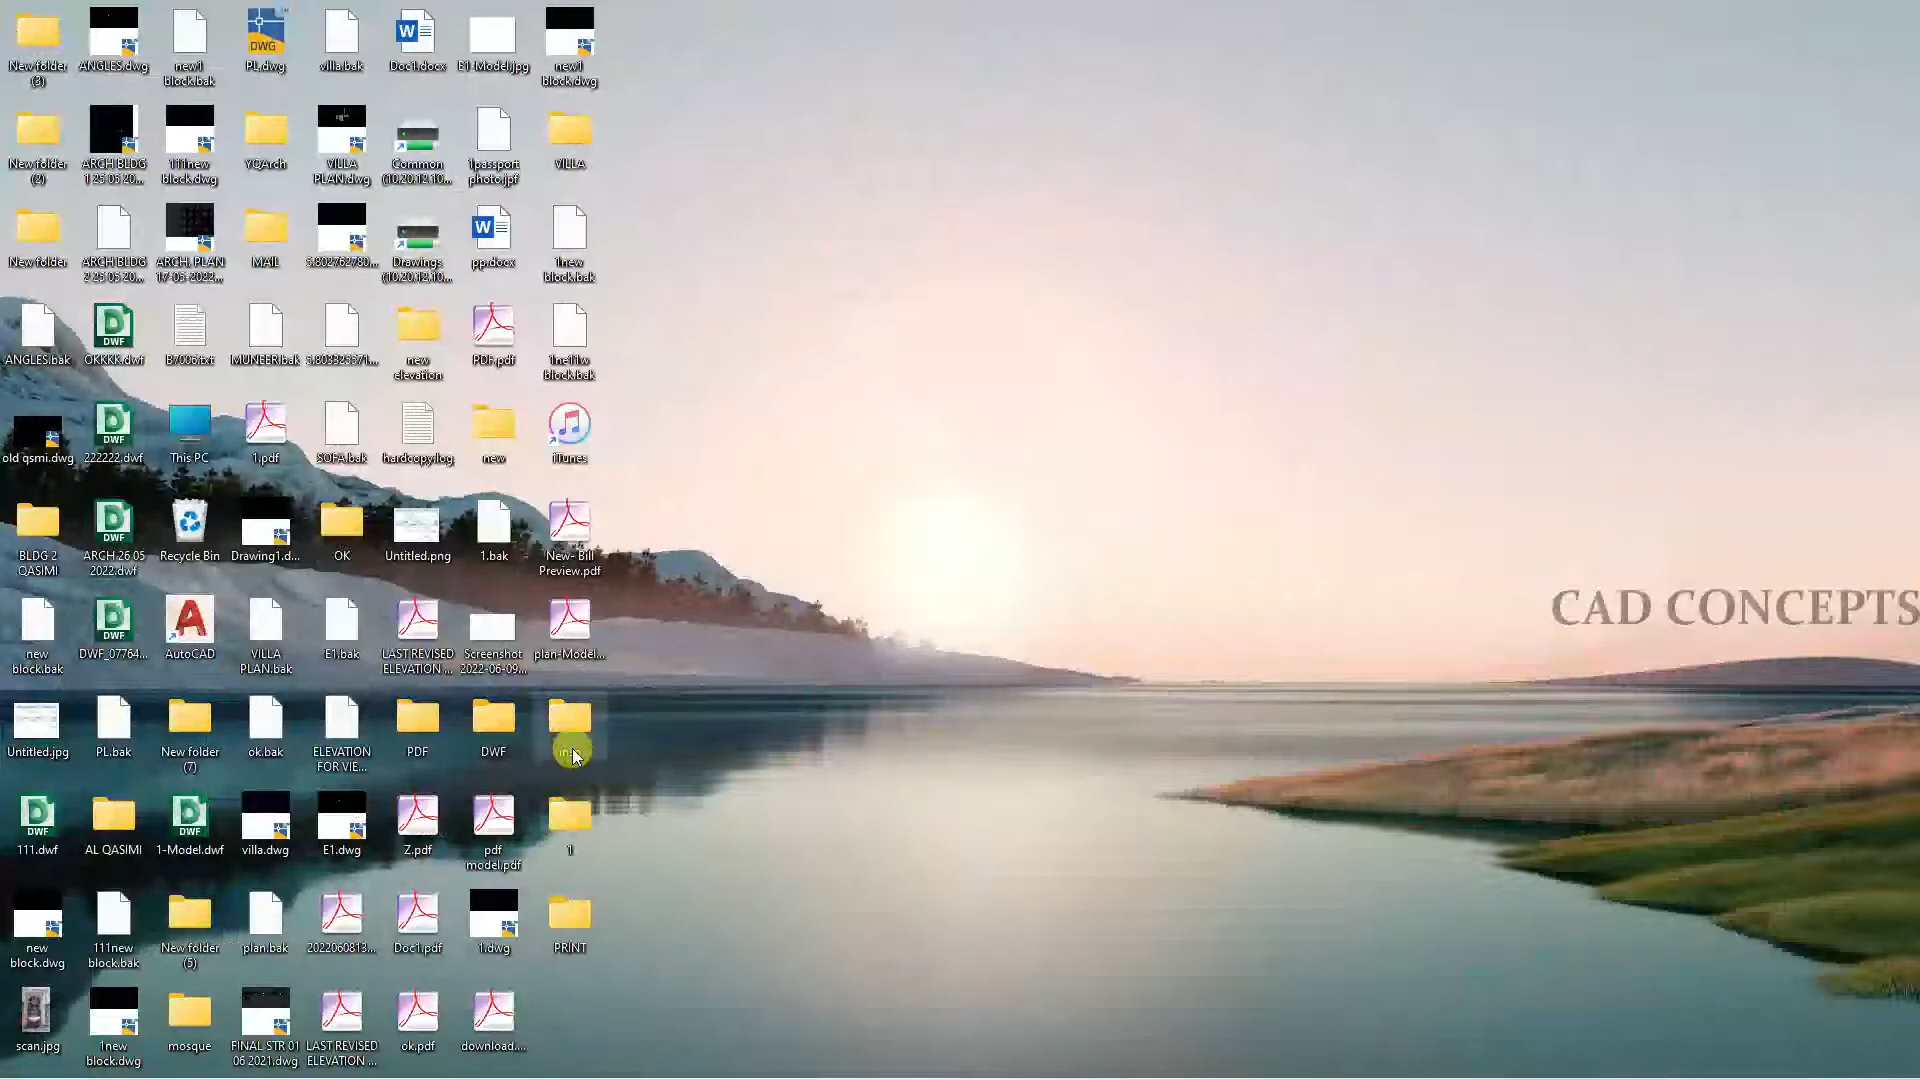 New folder (3)
ANGLES.dwg
new1 block.bak
PL.dwg
villa.bak
Doc1.docx
E1-Model.jpg
new1 block.dwg
New folder (2)
ARCH BLDG 1 25 05 20...
111new block.dwg
YQArch
VILLA PLAN.dwg
Common (10.20.12.10...
1passport photo.jpf
VILLA
New folder
ARCH BLDG 2 25 05 20...
ARCH. PLAN 17-05-2022...
MAIL
5.802762780...
Drawings (10.20.12.10...
pp.docx
1new block.bak
ANGLES.bak
OKKKK.dwf
B7006.txt
MUNEER.bak
new elevation
PDF.pdf
1ne11w block.bak
old qsmi.dwg
222222.dwf
This PC
1.pdf
SOFA.bak
hardcopy.log
new
iTunes
BLDG 2 QASIMI
ARCH 26 05 2022.dwf
Recycle Bin
Drawing1.d...
OK
Untitled.png
1.bak
New- Bill Preview.pdf
CAD CONCEPTS
new block.bak
DWF_07764...
AutoCAD
VILLA PLAN.bak
E1.bak
LAST REVISED ELEVATION ...
Screenshot 2022-06-09...
plan-Model...
Untitled.jpg
PL.bak
New folder (7)
ok.bak
ELEVATION FOR VIE...
PDF
DWF
111.dwf
AL QASIMI
1-Model.dwf
villa.dwg
E1.dwg
Z.pdf
pdf model.pdf
1
new block.dwg
111new block.bak
New folder (5)
plan.bak
2022060813...
Doc1.pdf
1.dwg
PRINT
scan.jpg
1new block.dwg
mosque
FINAL STR 01 06 2021.dwg
LAST REVISED ELEVATION ...
ok.pdf
download....